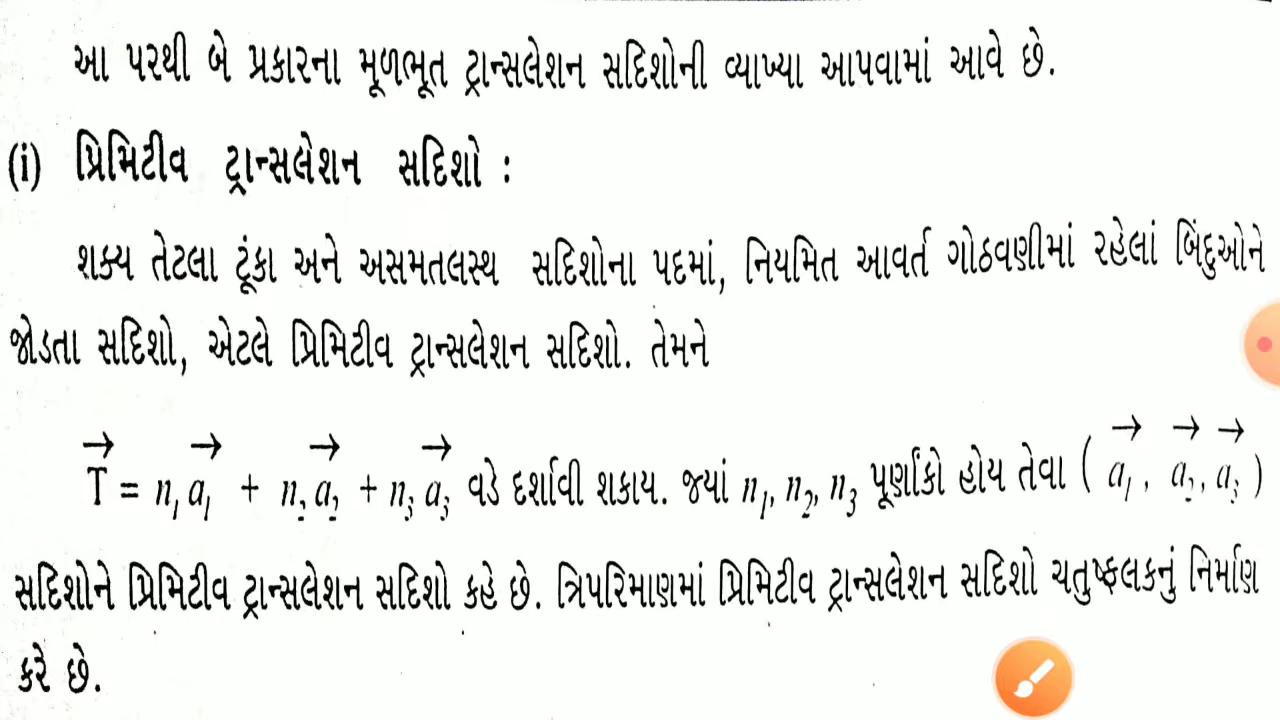 આ પરથી બે પ્રકારના મૂળભૂત ટ્રાન્સલેશન સદિશોની વ્યાખ્યા આપવામાં આવે છે.
(i) પ્રિમિટીવ ટ્રાન્સલેશન સદિશો :
શક્ય તેટલા ટૂંકા અને અસમતલસ્થ સદિશોના પદમાં, નિયમિત આવર્ત ગોઠવણીમાં રહેલાં બિંદુઓને
જોડતા સદિશો, એટલે પ્રિમિટીવ ટ્રાન્સલેશન સદિશો. તેમને
T⃗ = n₁a⃗₁ + n₂a⃗₂ + n₃a⃗₃ વડે દર્શાવી શકાય. જ્યાં n₁, n₂, n₃ પૂર્ણાંકો હોય તેવા ( a⃗₁, a⃗₂, a⃗₃ )
સદિશોને પ્રિમિટીવ ટ્રાન્સલેશન સદિશો કહે છે. ત્રિપરિમાણમાં પ્રિમિટીવ ટ્રાન્સલેશન સદિશો ચતુષ્ફલકનું નિર્માણ
કરે છે.